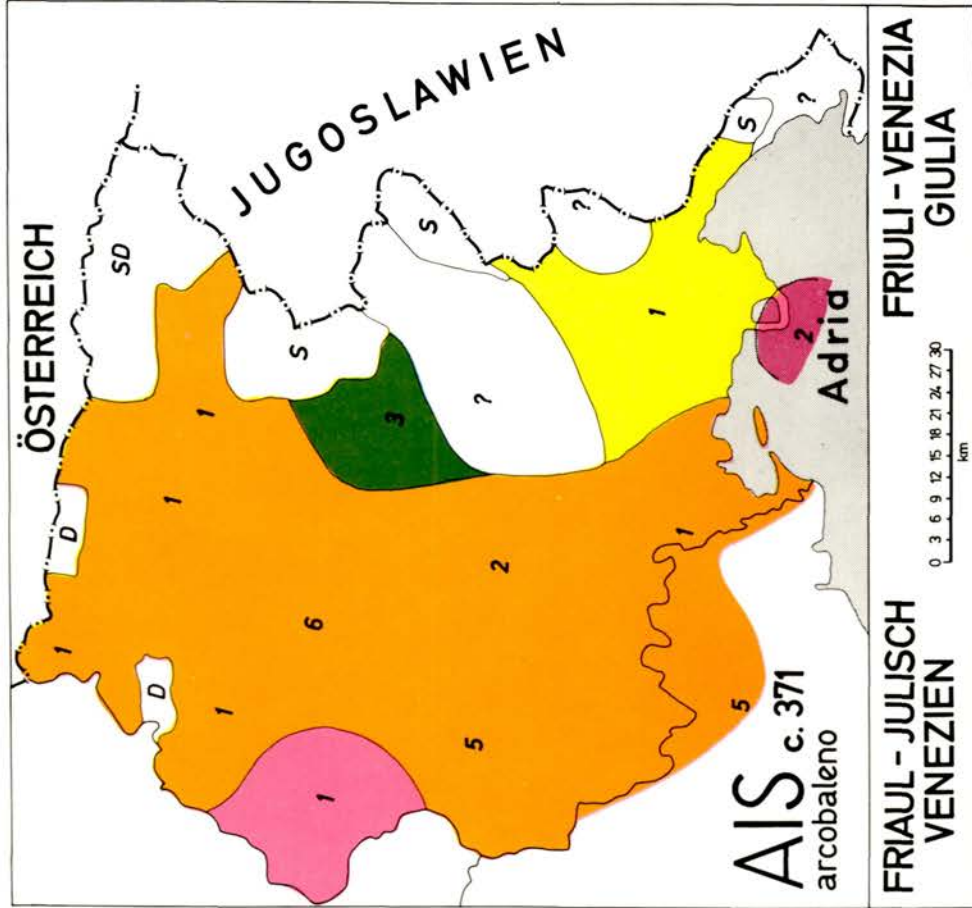 ÖSTERREICH
JUGOSLAWIEN
SD
D
1
1
1
D
1
S
S
3
6
1
?
?
2
1
S
?
5
1
5
2
Adria
AIS c. 371
arcobaleno
FRIAUL-JULISCH
VENEZIEN
0 3 6 9 12 15 18 21 24 27 30
km
FRIULI-VENEZIA
GIULIA